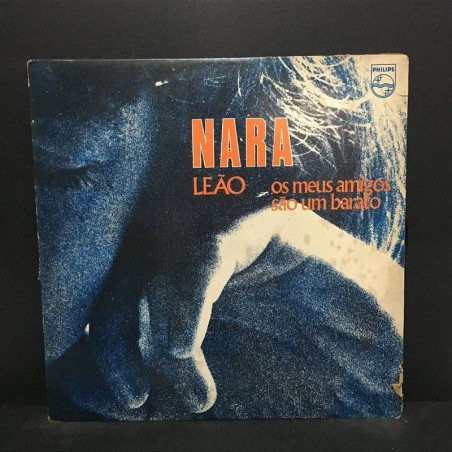 PHILIPS
NARA
LEÃO os meus amigos
são um barato